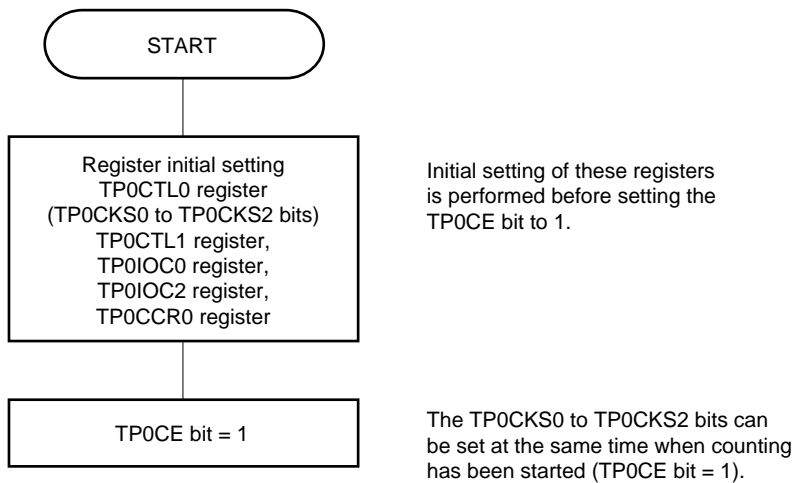 START
Register initial setting
TP0CTL0 register
(TP0CKS0 to TP0CKS2 bits)
TP0CTL1 register,
TP0IOC0 register,
TP0IOC2 register,
TP0CCR0 register
Initial setting of these registers
is performed before setting the
TP0CE bit to 1.
TP0CE bit = 1
The TP0CKS0 to TP0CKS2 bits can
be set at the same time when counting
has been started (TP0CE bit = 1).